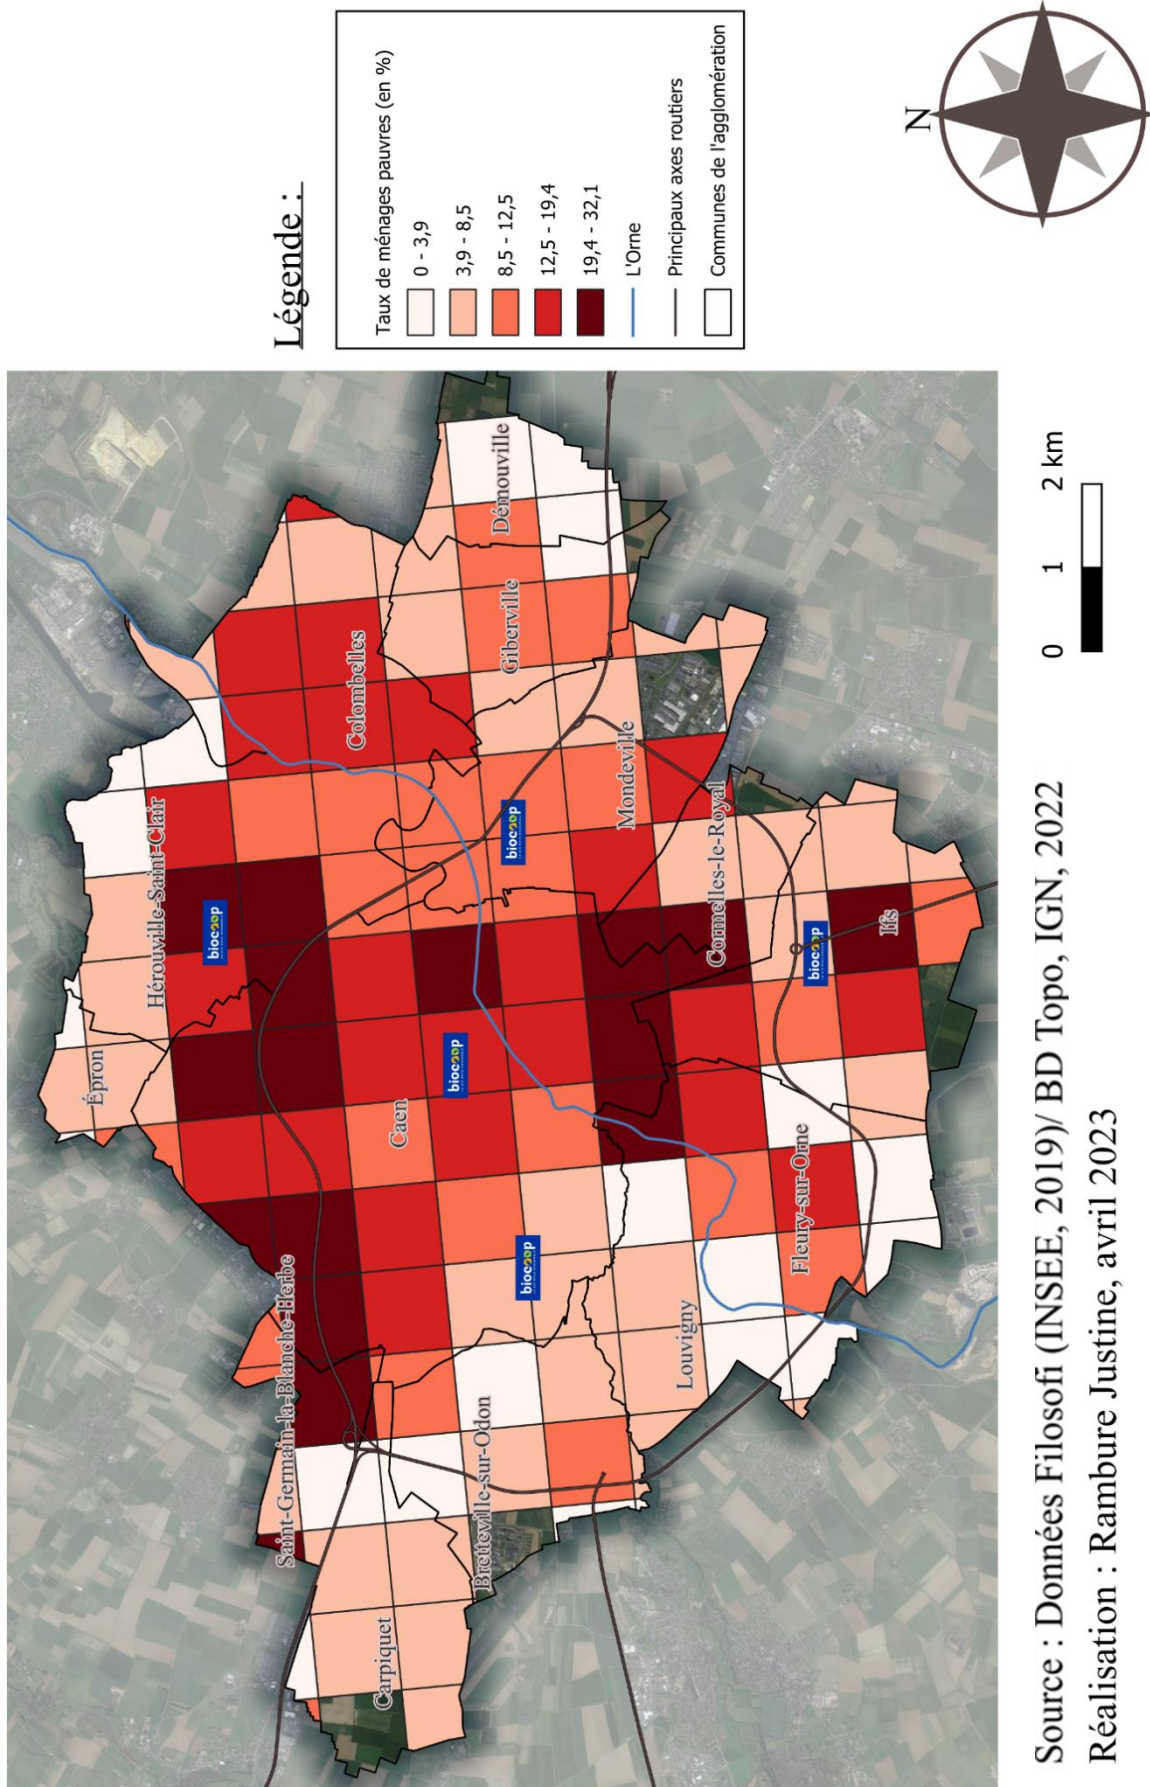 Légende :
Taux de ménages pauvres (en %)
0 - 3,9
3,9 - 8,5
8,5 - 12,5
12,5 - 19,4
19,4 - 32,1
L'Orne
Principaux axes routiers
Communes de l'agglomération
N
Épron
Hérouville-Saint-Clair
biocoop
Saint-Germain-la-Blanche-Herbe
Colombelles
Carpiquet
Caen
biocoop
Bretteville-sur-Odon
biocoop
biocoop
Giberville
Démouville
Mondeville
Louvigny
Cormelles-le-Royal
Fleury-sur-Orne
biocoop
Ifs
0 1 2 km
Source : Données Filosofi (INSEE, 2019)/ BD Topo, IGN, 2022
Réalisation : Rambure Justine, avril 2023